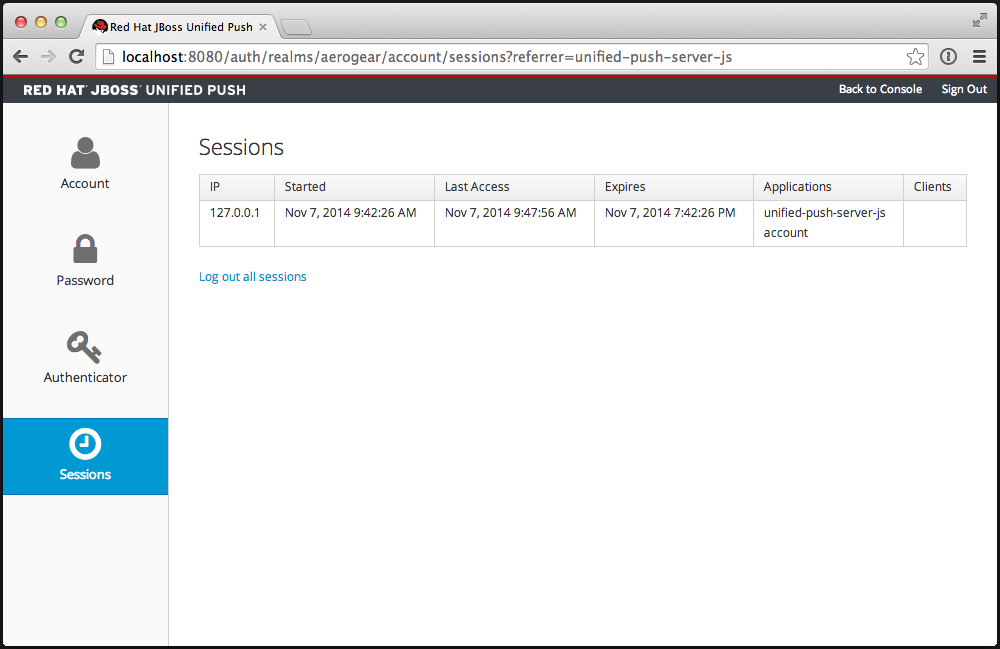 Red Hat JBoss Unified Push
localhost:8080/auth/realms/aerogear/account/sessions?referrer=unified-push-server-js
RED HAT® JBOSS® UNIFIED PUSH
Back to Console
Sign Out
Account
Password
Authenticator
Sessions
Sessions
IP Started Last Access Expires Applications Clients
127.0.0.1 Nov 7, 2014 9:42:26 AM Nov 7, 2014 9:47:56 AM Nov 7, 2014 7:42:26 PM unified-push-server-js
account
Log out all sessions